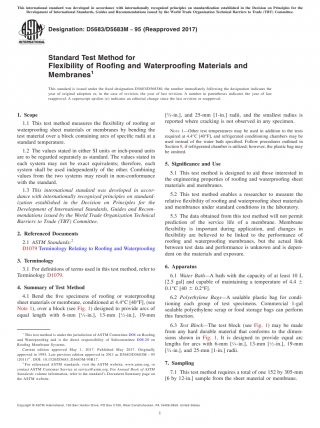 This international standard was developed in accordance with internationally recognized principles on standardization established in the Decision on Principles for the
Development of International Standards, Guides and Recommendations issued by the World Trade Organization Technical Barriers to Trade (TBT) Committee.
Designation: D5683/D5683M - 95 (Reapproved 2017)
Standard Test Method for
Flexibility of Roofing and Waterproofing Materials and
Membranes1
This standard is issued under the fixed designation D5683/D5683M; the number immediately following the designation indicates the
year of original adoption or, in the case of revision, the year of last revision. A number in parentheses indicates the year of last
reapproval. A superscript epsilon (ε) indicates an editorial change since the last revision or reapproval.
1. Scope
1.1 This test method measures the flexibility of roofing or
waterproofing sheet materials or membranes by bending the
test material over a block containing arcs of specific radii at a
standard temperature.
1.2 The values stated in either SI units or inch-pound units
are to be regarded separately as standard. The values stated in
each system may not be exact equivalents; therefore, each
system shall be used independently of the other. Combining
values from the two systems may result in non-conformance
with the standard.
1.3 This international standard was developed in accor-
dance with internationally recognized principles on standard-
ization established in the Decision on Principles for the
Development of International Standards, Guides and Recom-
mendations issued by the World Trade Organization Technical
Barriers to Trade (TBT) Committee.
2. Referenced Documents
2.1 ASTM Standards:2
D1079 Terminology Relating to Roofing and Waterproofing
3. Terminology
3.1 For definitions of terms used in this test method, refer to
Terminology D1079.
4. Summary of Test Method
4.1 Bend the five specimens of roofing or waterproofing
sheet materials or membrane, conditioned as 4.4°C [40°F], (see
Note 1), over a block (see Fig. 1) designed to provide arcs of
equal length with 6-mm [1⁄4-in.], 13-mm [1⁄2-in.], 19-mm
[3⁄4-in.], and 25-mm [1-in.] radii, and the smallest radius is
reported where cracking is not observed in any specimen.
NOTE 1—Other test temperatures may be used in addition to the tests
required at 4.4°C [40°F], and refrigerated conditioning chambers may be
used instead of the water bath specified. Follow procedures outlined in
Section 8, if refrigerated chamber is utilized; however, the plastic bag may
be omitted.
5. Significance and Use
5.1 This test method is designed to aid those interested in
the engineering properties of roofing and waterproofing sheet
materials and membranes.
5.2 This test method enables a researcher to measure the
relative flexibility of roofing and waterproofing sheet materials
and membranes under standard conditions in the laboratory.
5.3 The data obtained from this test method will not permit
prediction of the service life of a membrane. Membrane
flexibility is important during application, and changes in
flexibility are believed to be linked to the performance of
roofing and waterproofing membranes, but the actual link
between test data and performance is unknown and is depen-
dent on the materials and exposure.
6. Apparatus
6.1 Water Bath—A bath with the capacity of at least 10 L
[2.5 gal] and capable of maintaining a temperature of 4.4 ±
0.1°C [40 ± 0.2°F].
6.2 Polyethylene Bags—A sealable plastic bag for condi-
tioning each group of test specimens. Commercial 1-gal
sealable polyethylene scrap or food storage bags can perform
this function.
6.3 Test Block—The test block (see Fig. 1) may be made
from any hard durable material that conforms to the dimen-
sions shown in Fig. 1. It is designed to provide equal arc
lengths for arcs with 6-mm [1⁄4-in.], 13-mm [1⁄2-in.], 19-mm
[3⁄4-in.], and 25-mm [1-in.] radii.
7. Sampling
7.1 This test method requires a total of one 152 by 305-mm
[6 by 12-in.] sample from the sheet material or membrane.
1 This test method is under the jurisdiction of ASTM Committee D08 on Roofing
and Waterproofing and is the direct responsibility of Subcommittee D08.20 on
Roofing Membrane Systems.
Current edition approved May 1, 2017. Published May 2017. Originally
approved in 1995. Last previous edition approved in 2011 as D5683/D5683M – 95
2 For referenced ASTM standards, visit the ASTM website, www.astm.org, or
contact ASTM Customer Service at service@astm.org. For Annual Book of ASTM
Standards volume information, refer to the standard's Document Summary page on
the ASTM website.
Copyright © ASTM International, 100 Barr Harbor Drive, PO Box C700, West Conshohocken, PA 19428-2959. United States
1